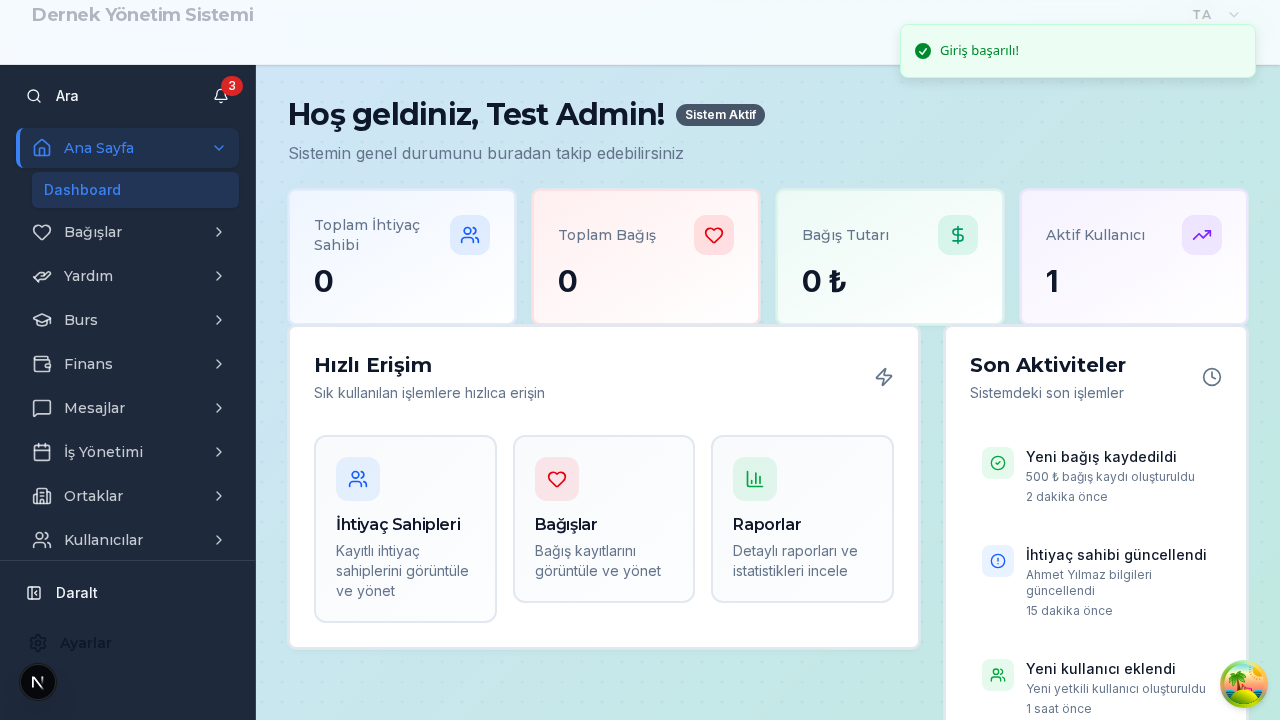 Dernek Yönetim Sistemi
TA
Giriş başarılı!
Ara
3
Ana Sayfa
Dashboard
Bağışlar
Yardım
Burs
Finans
Mesajlar
İş Yönetimi
Ortaklar
Kullanıcılar
Daralt
Ayarlar
N
Hoş geldiniz, Test Admin!
Sistem Aktif
Sistemin genel durumunu buradan takip edebilirsiniz
Toplam İhtiyaç
Sahibi
0
Toplam Bağış
0
Bağış Tutarı
0 ₺
Aktif Kullanıcı
1
Hızlı Erişim
Sık kullanılan işlemlere hızlıca erişin
İhtiyaç Sahipleri
Kayıtlı ihtiyaç
sahiplerini görüntüle
ve yönet
Bağışlar
Bağış kayıtlarını
görüntüle ve yönet
Raporlar
Detaylı raporları ve
istatistikleri incele
Son Aktiviteler
Sistemdeki son işlemler
Yeni bağış kaydedildi
500 ₺ bağış kaydı oluşturuldu
2 dakika önce
İhtiyaç sahibi güncellendi
Ahmet Yılmaz bilgileri
güncellendi
15 dakika önce
Yeni kullanıcı eklendi
Yeni yetkili kullanıcı oluşturuldu
1 saat önce